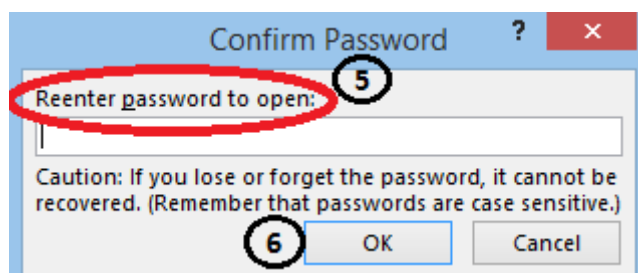 Confirm Password ? ×
5
Reenter password to open:
Caution: If you lose or forget the password, it cannot be
recovered. (Remember that passwords are case sensitive.)
6 OK Cancel